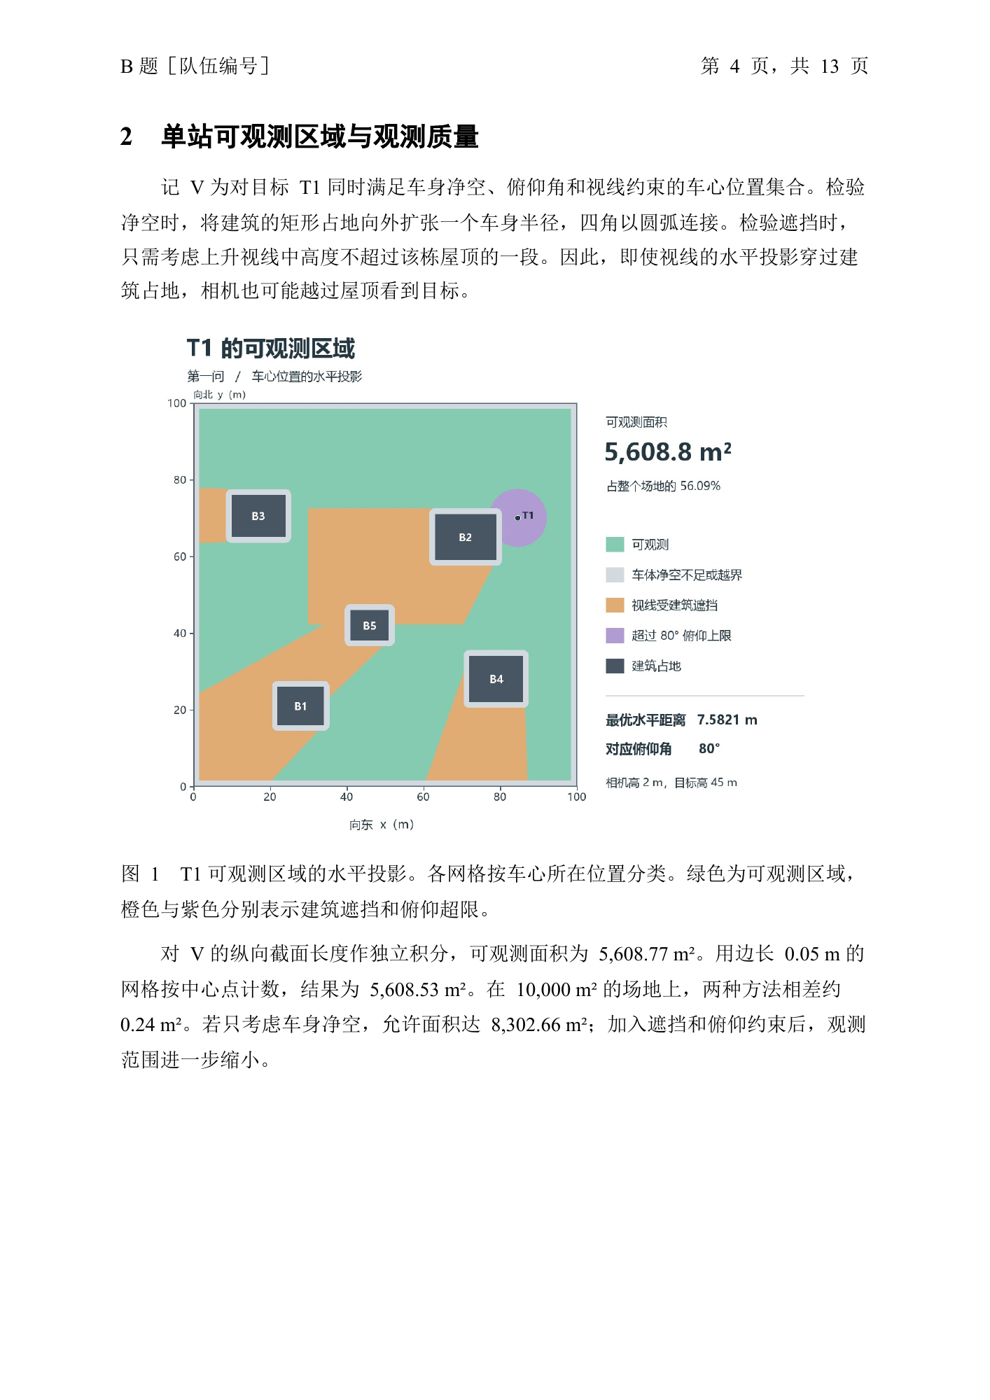 B 题［队伍编号］
第 4 页，共 13 页
2 单站可观测区域与观测质量
记 V 为对目标 T1 同时满足车身净空、俯仰角和视线约束的车心位置集合。检验
净空时，将建筑的矩形占地向外扩张一个车身半径，四角以圆弧连接。检验遮挡时，
只需考虑上升视线中高度不超过该栋屋顶的一段。因此，即使视线的水平投影穿过建
筑占地，相机也可能越过屋顶看到目标。
T1 的可观测区域
第一问 / 车心位置的水平投影
向北 y（m）
100
80
60
40
20
0
0 20 40 60 80 100
向东 x（m）
B3
B2
T1
B5
B4
B1
可观测面积
5,608.8 m²
占整个场地的 56.09%
可观测
车体净空不足或越界
视线受建筑遮挡
超过 80° 俯仰上限
建筑占地
最优水平距离 7.5821 m
对应俯仰角 80°
相机高 2 m，目标高 45 m
图 1 T1 可观测区域的水平投影。各网格按车心所在位置分类。绿色为可观测区域，
橙色与紫色分别表示建筑遮挡和俯仰超限。
对 V 的纵向截面长度作独立积分，可观测面积为 5,608.77 m²。用边长 0.05 m 的
网格按中心点计数，结果为 5,608.53 m²。在 10,000 m² 的场地上，两种方法相差约
0.24 m²。若只考虑车身净空，允许面积达 8,302.66 m²；加入遮挡和俯仰约束后，观测
范围进一步缩小。